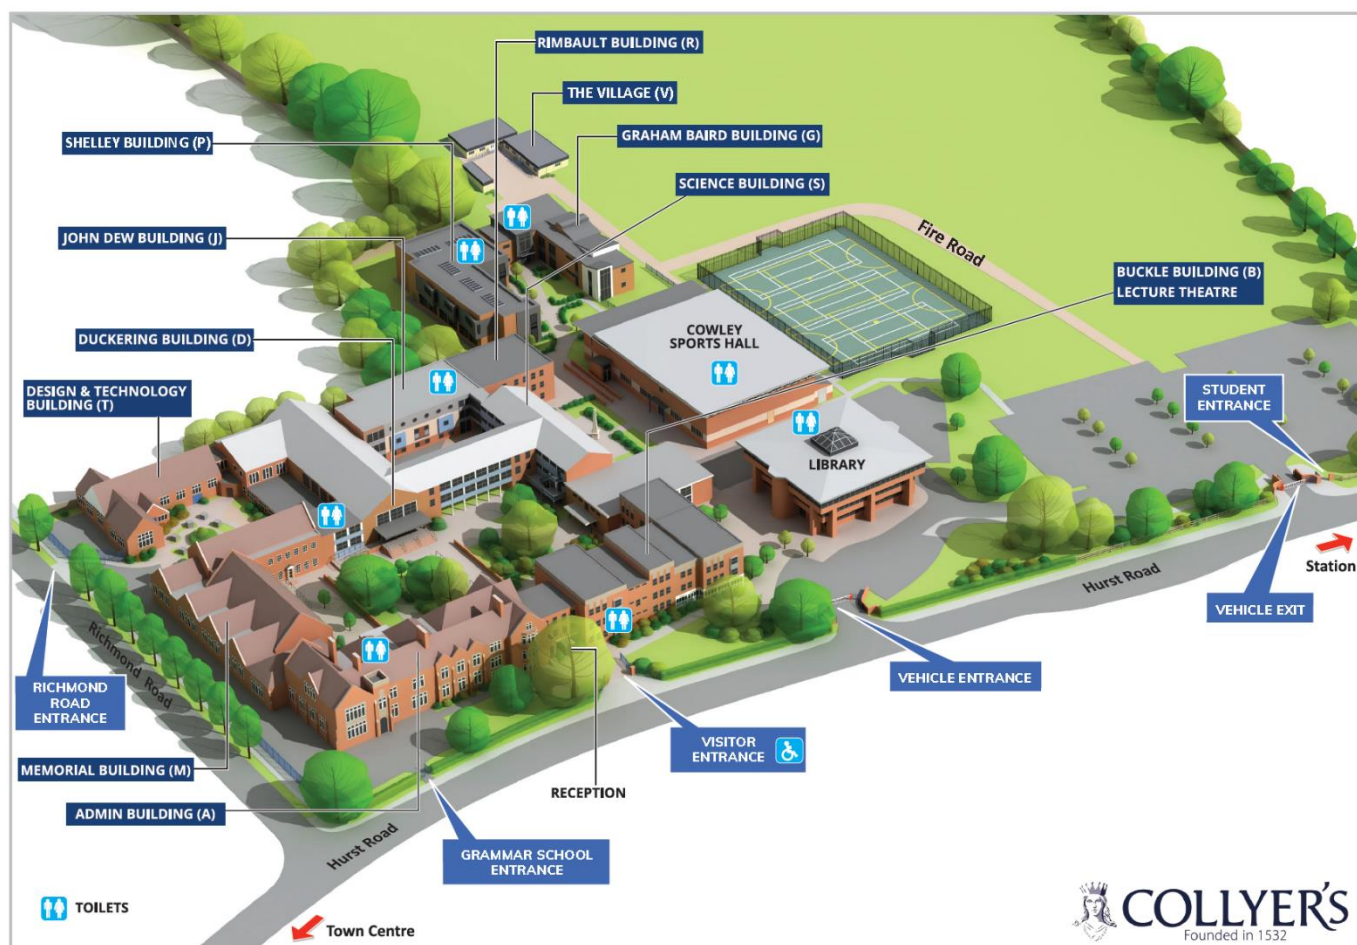 RIMBAULT BUILDING (R)
THE VILLAGE (V)
SHELLEY BUILDING (P)
GRAHAM BAIRD BUILDING (G)
SCIENCE BUILDING (S)
JOHN DEW BUILDING (J)
Fire Road
BUCKLE BUILDING (B)
LECTURE THEATRE
DUCKERING BUILDING (D)
COWLEY
SPORTS HALL
DESIGN & TECHNOLOGY
BUILDING (T)
STUDENT
ENTRANCE
LIBRARY
Station
Hurst Road
VEHICLE EXIT
Richmond Road
RICHMOND
ROAD
ENTRANCE
VEHICLE ENTRANCE
VISITOR
ENTRANCE
MEMORIAL BUILDING (M)
RECEPTION
ADMIN BUILDING (A)
Hurst Road
GRAMMAR SCHOOL
ENTRANCE
TOILETS
Town Centre
COLLYER'S
Founded in 1532